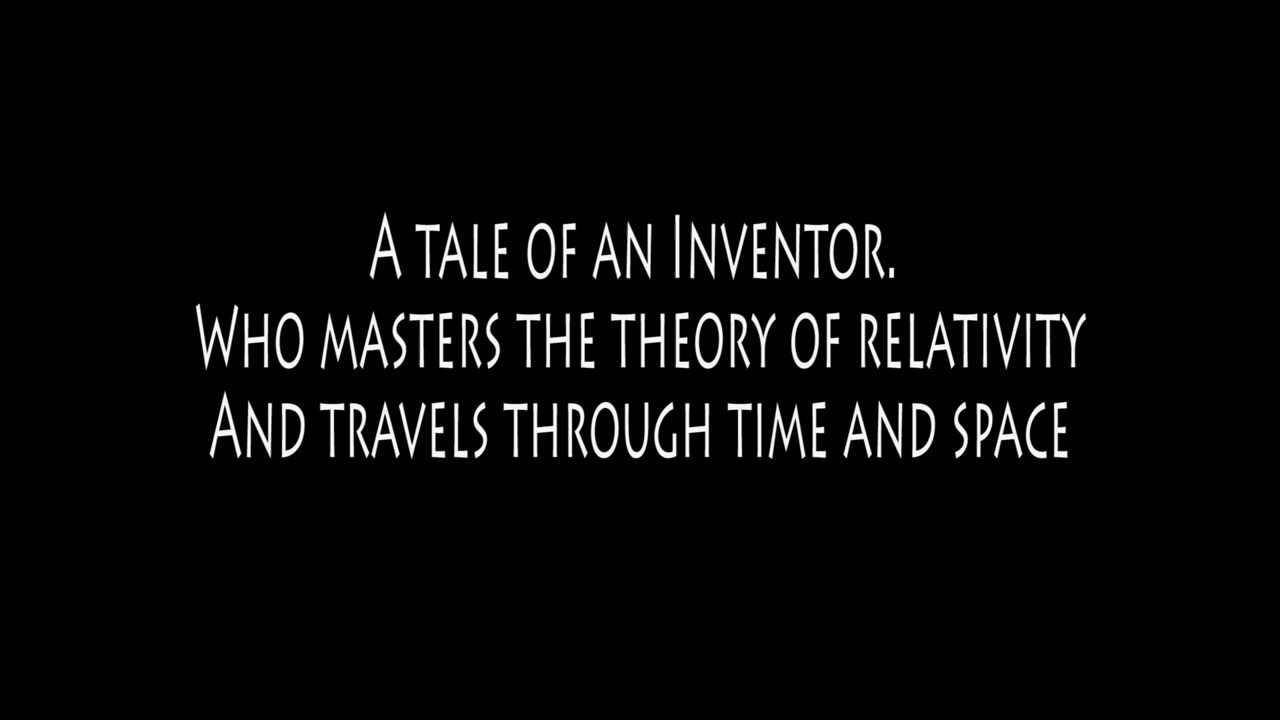 A TALE OF AN INVENTOR.
WHO MASTERS THE THEORY OF RELATIVITY
AND TRAVELS THROUGH TIME AND SPACE